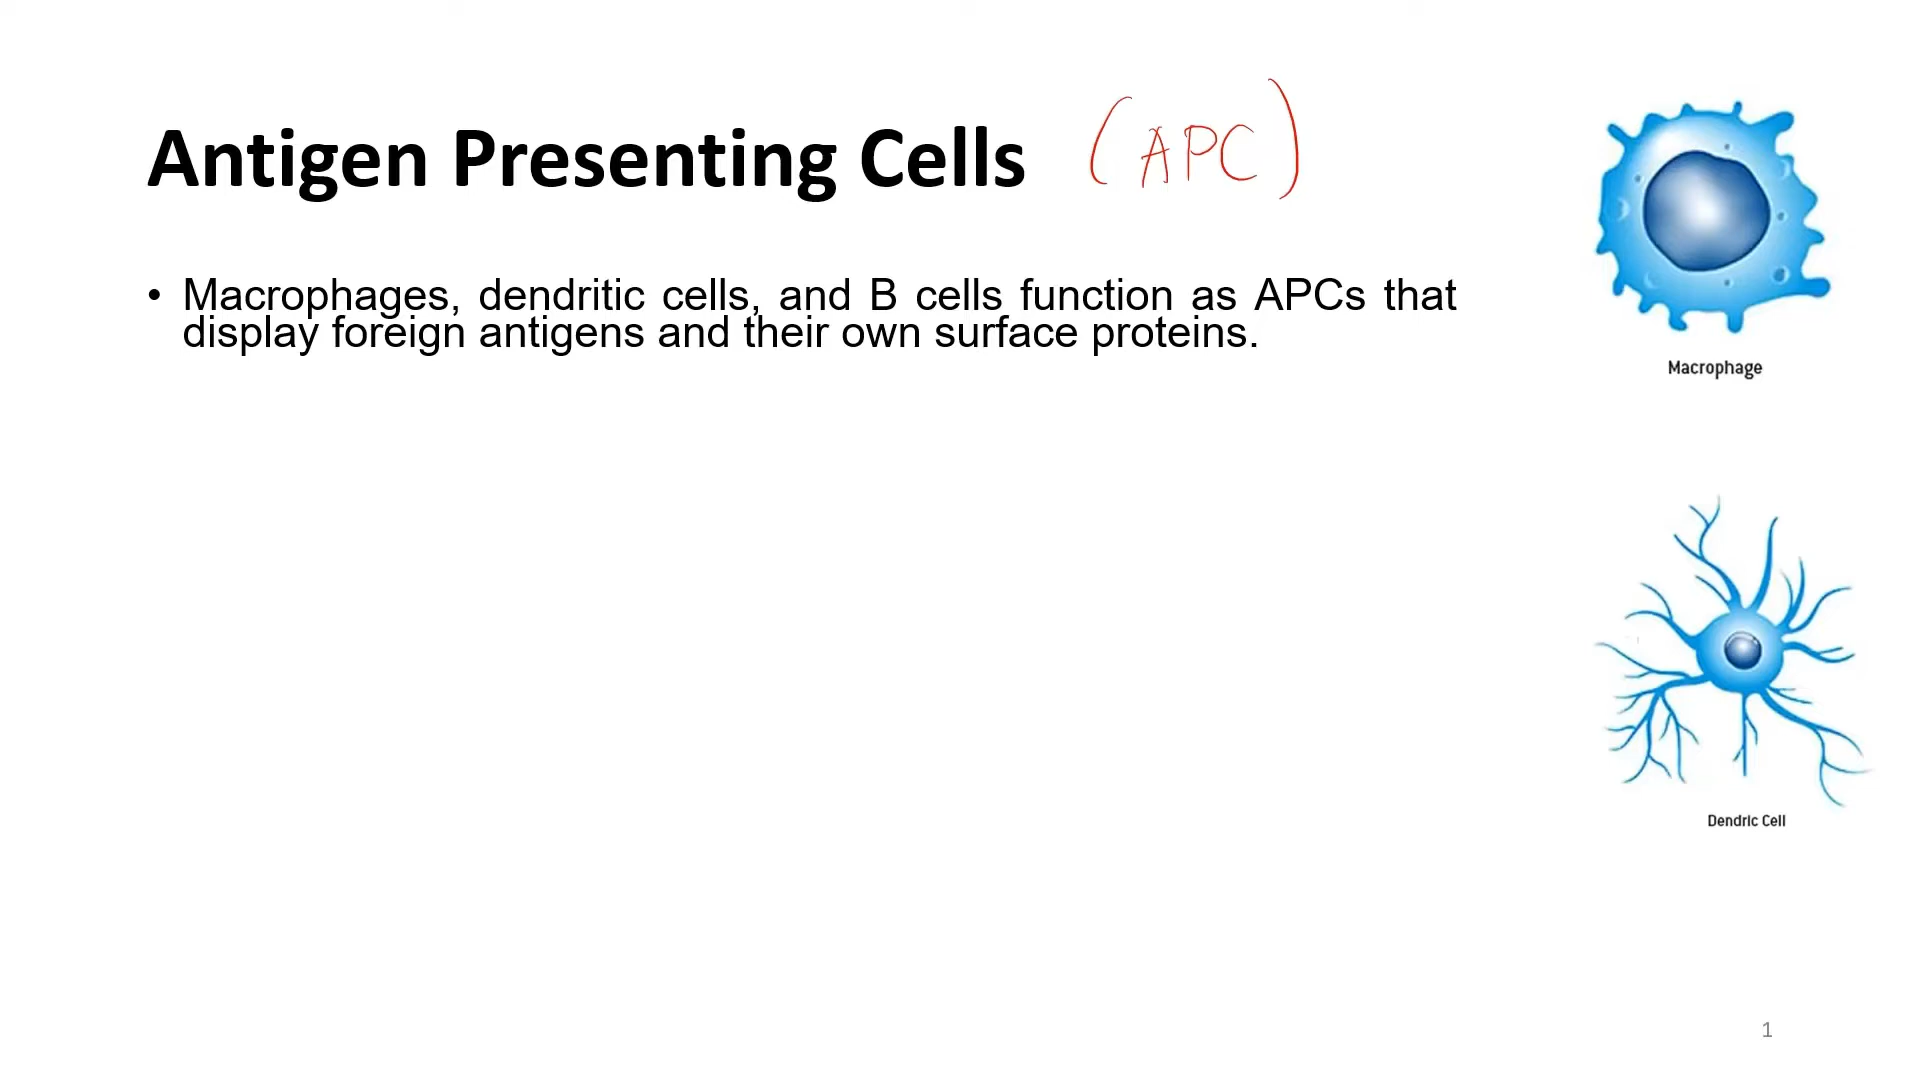 Antigen Presenting Cells (APC)
• Macrophages, dendritic cells, and B cells function as APCs that
display foreign antigens and their own surface proteins.
Macrophage
Dendric Cell
1